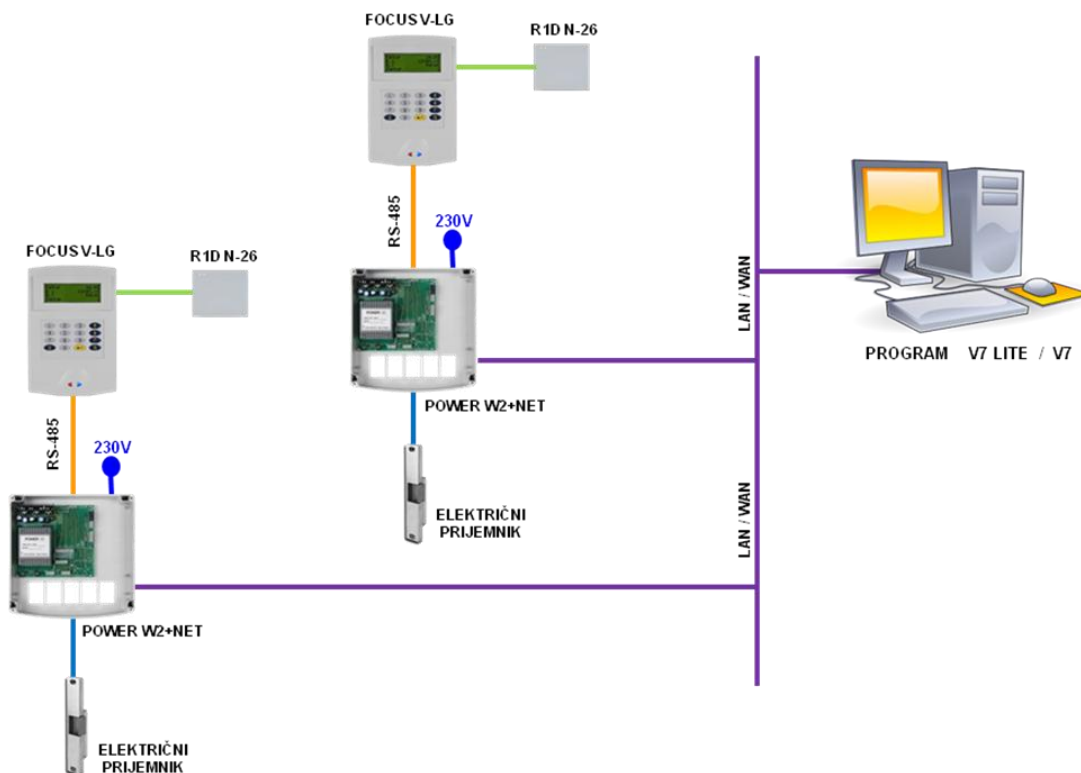 FOCUS V-LG
R1D N-26
RS-485
230V
POWER W2+NET
ELEKTRIČNI
PRIJEMNIK
FOCUS V-LG
R1D N-26
RS-485
230V
POWER W2+NET
ELEKTRIČNI
PRIJEMNIK
LAN / WAN
LAN / WAN
PROGRAM V7 LITE / V7